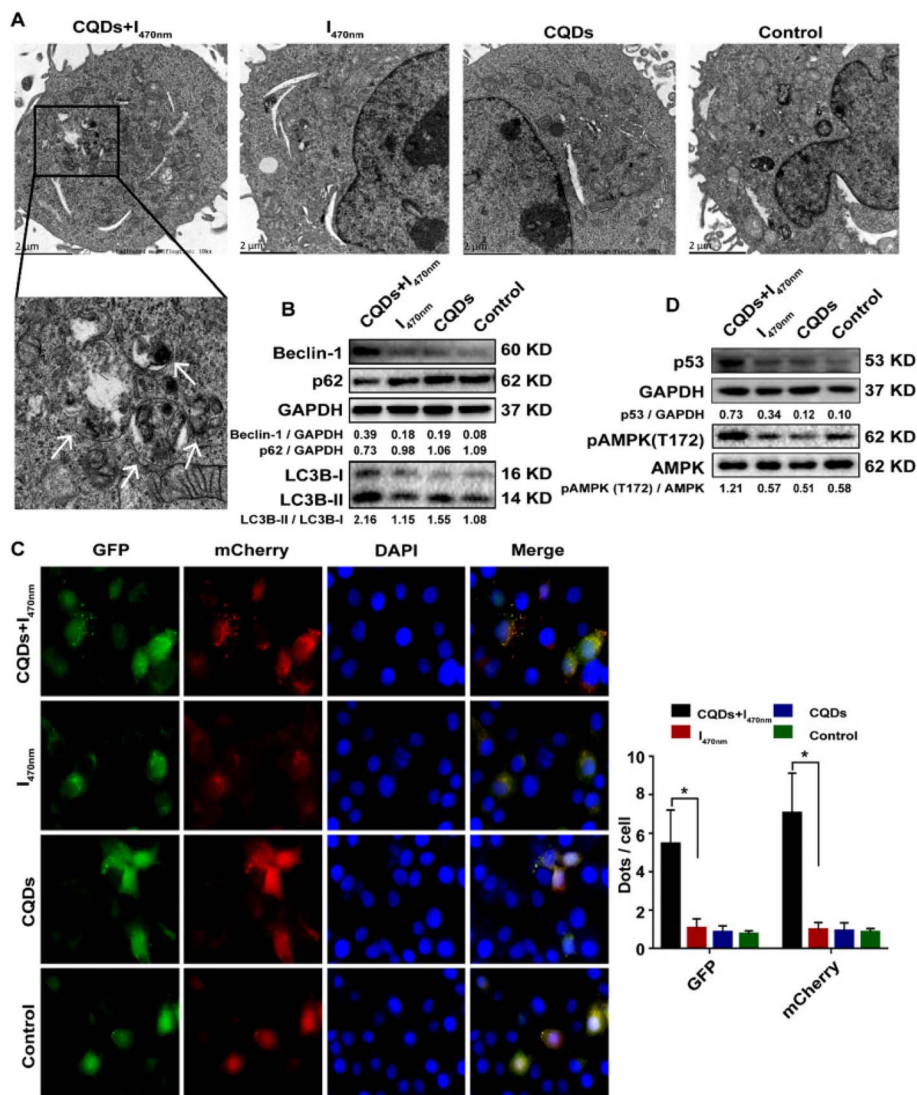 A
CQDs+I470nm
I470nm
CQDs
Control
2 µm
2 µm
2 µm
2 µm
B
CQDs+I470nm
I470nm
CQDs
Control
Beclin-1
60 KD
p62
62 KD
GAPDH
37 KD
Beclin-1 / GAPDH 0.39 0.18 0.19 0.08
p62 / GAPDH 0.73 0.98 1.06 1.09
LC3B-I
16 KD
LC3B-II
14 KD
LC3B-II / LC3B-I 2.16 1.15 1.55 1.08
D
CQDs+I470nm
I470nm
CQDs
Control
p53
53 KD
GAPDH
37 KD
p53 / GAPDH 0.73 0.34 0.12 0.10
pAMPK(T172)
62 KD
AMPK
62 KD
pAMPK (T172) / AMPK 1.21 0.57 0.51 0.58
C
GFP
mCherry
DAPI
Merge
CQDs+I470nm
I470nm
CQDs
Control
CQDs+I470nm
CQDs
I470nm
Control
Dots / cell
10
8
6
4
2
0
*
*
GFP
mCherry